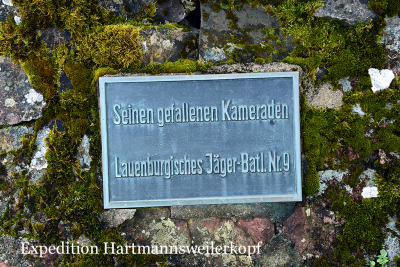 Seinen gefallenen Kameraden
Lauenburgisches Jäger-Batl. Nr. 9
Expedition Hartmannsweilerkopf